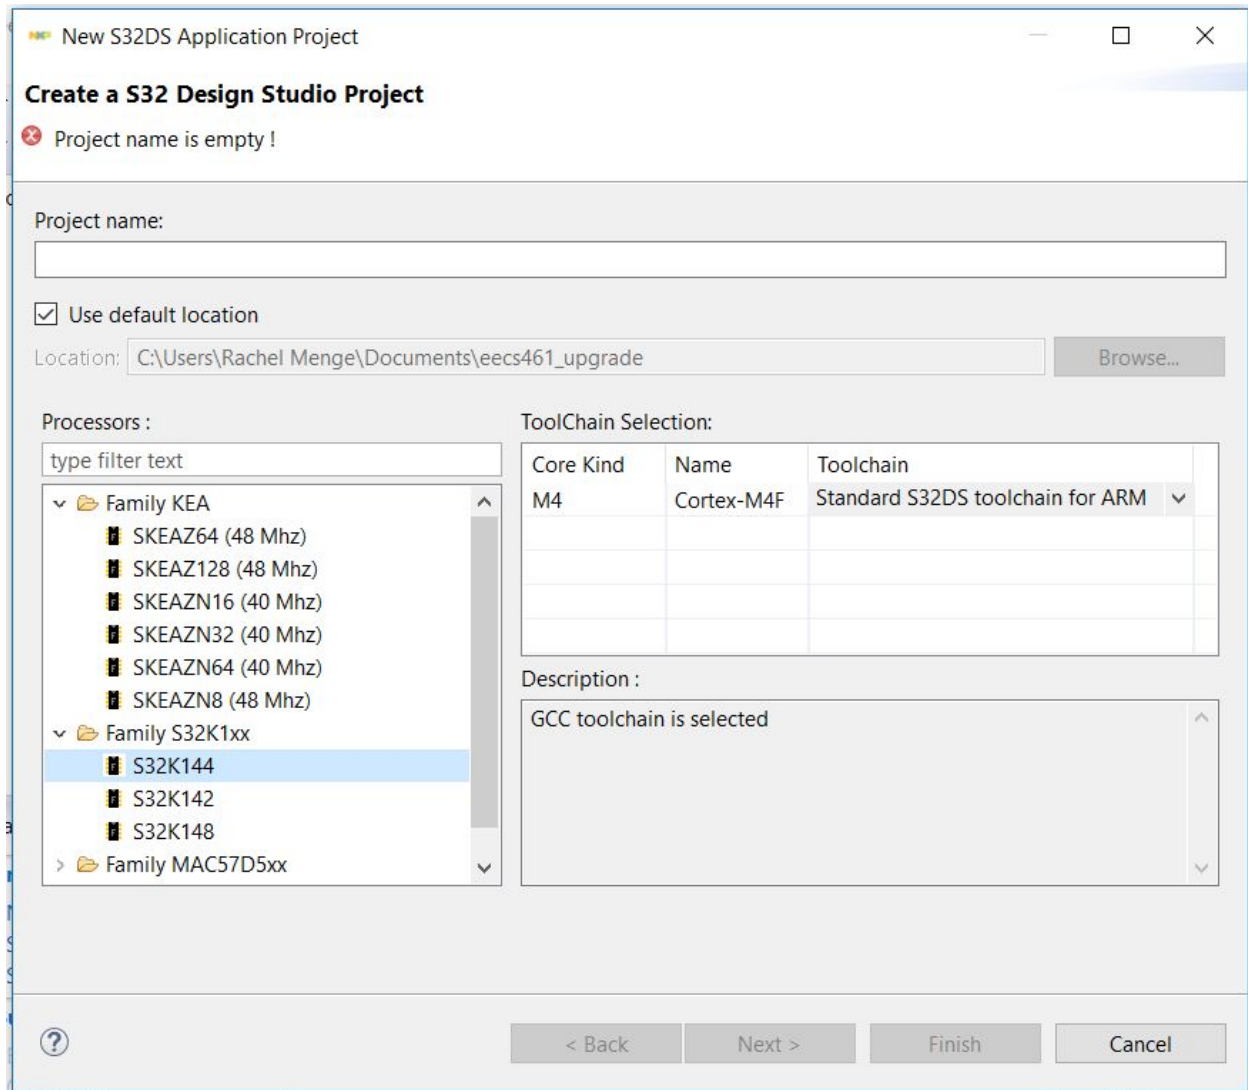 NXP New S32DS Application Project
Create a S32 Design Studio Project
Project name is empty !
Project name:
Use default location
Location: C:\Users\Rachel Menge\Documents\eecs461_upgrade Browse...
Processors :
type filter text
Family KEA
SKEAZ64 (48 Mhz)
SKEAZ128 (48 Mhz)
SKEAZN16 (40 Mhz)
SKEAZN32 (40 Mhz)
SKEAZN64 (40 Mhz)
SKEAZN8 (48 Mhz)
Family S32K1xx
S32K144
S32K142
S32K148
Family MAC57D5xx
ToolChain Selection:
Core Kind Name Toolchain
M4 Cortex-M4F Standard S32DS toolchain for ARM
Description :
GCC toolchain is selected
? < Back Next > Finish Cancel